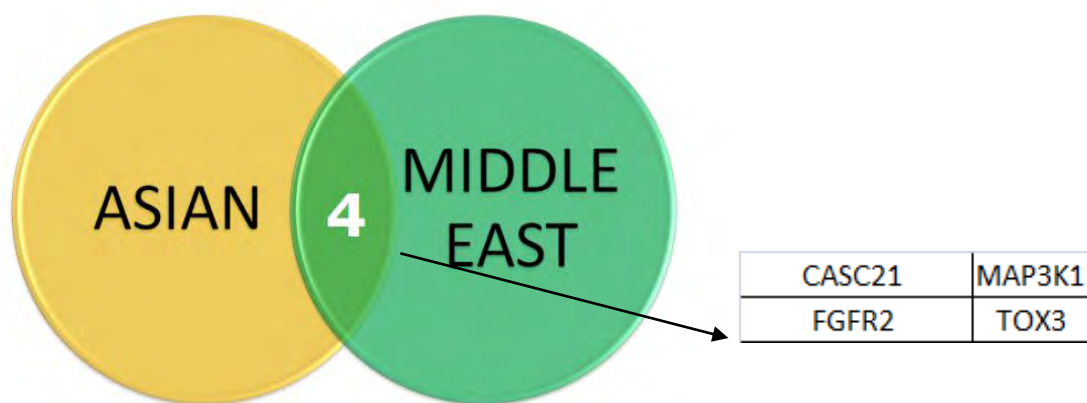 ASIAN
4
MIDDLE
EAST
CASC21 MAP3K1
FGFR2 TOX3